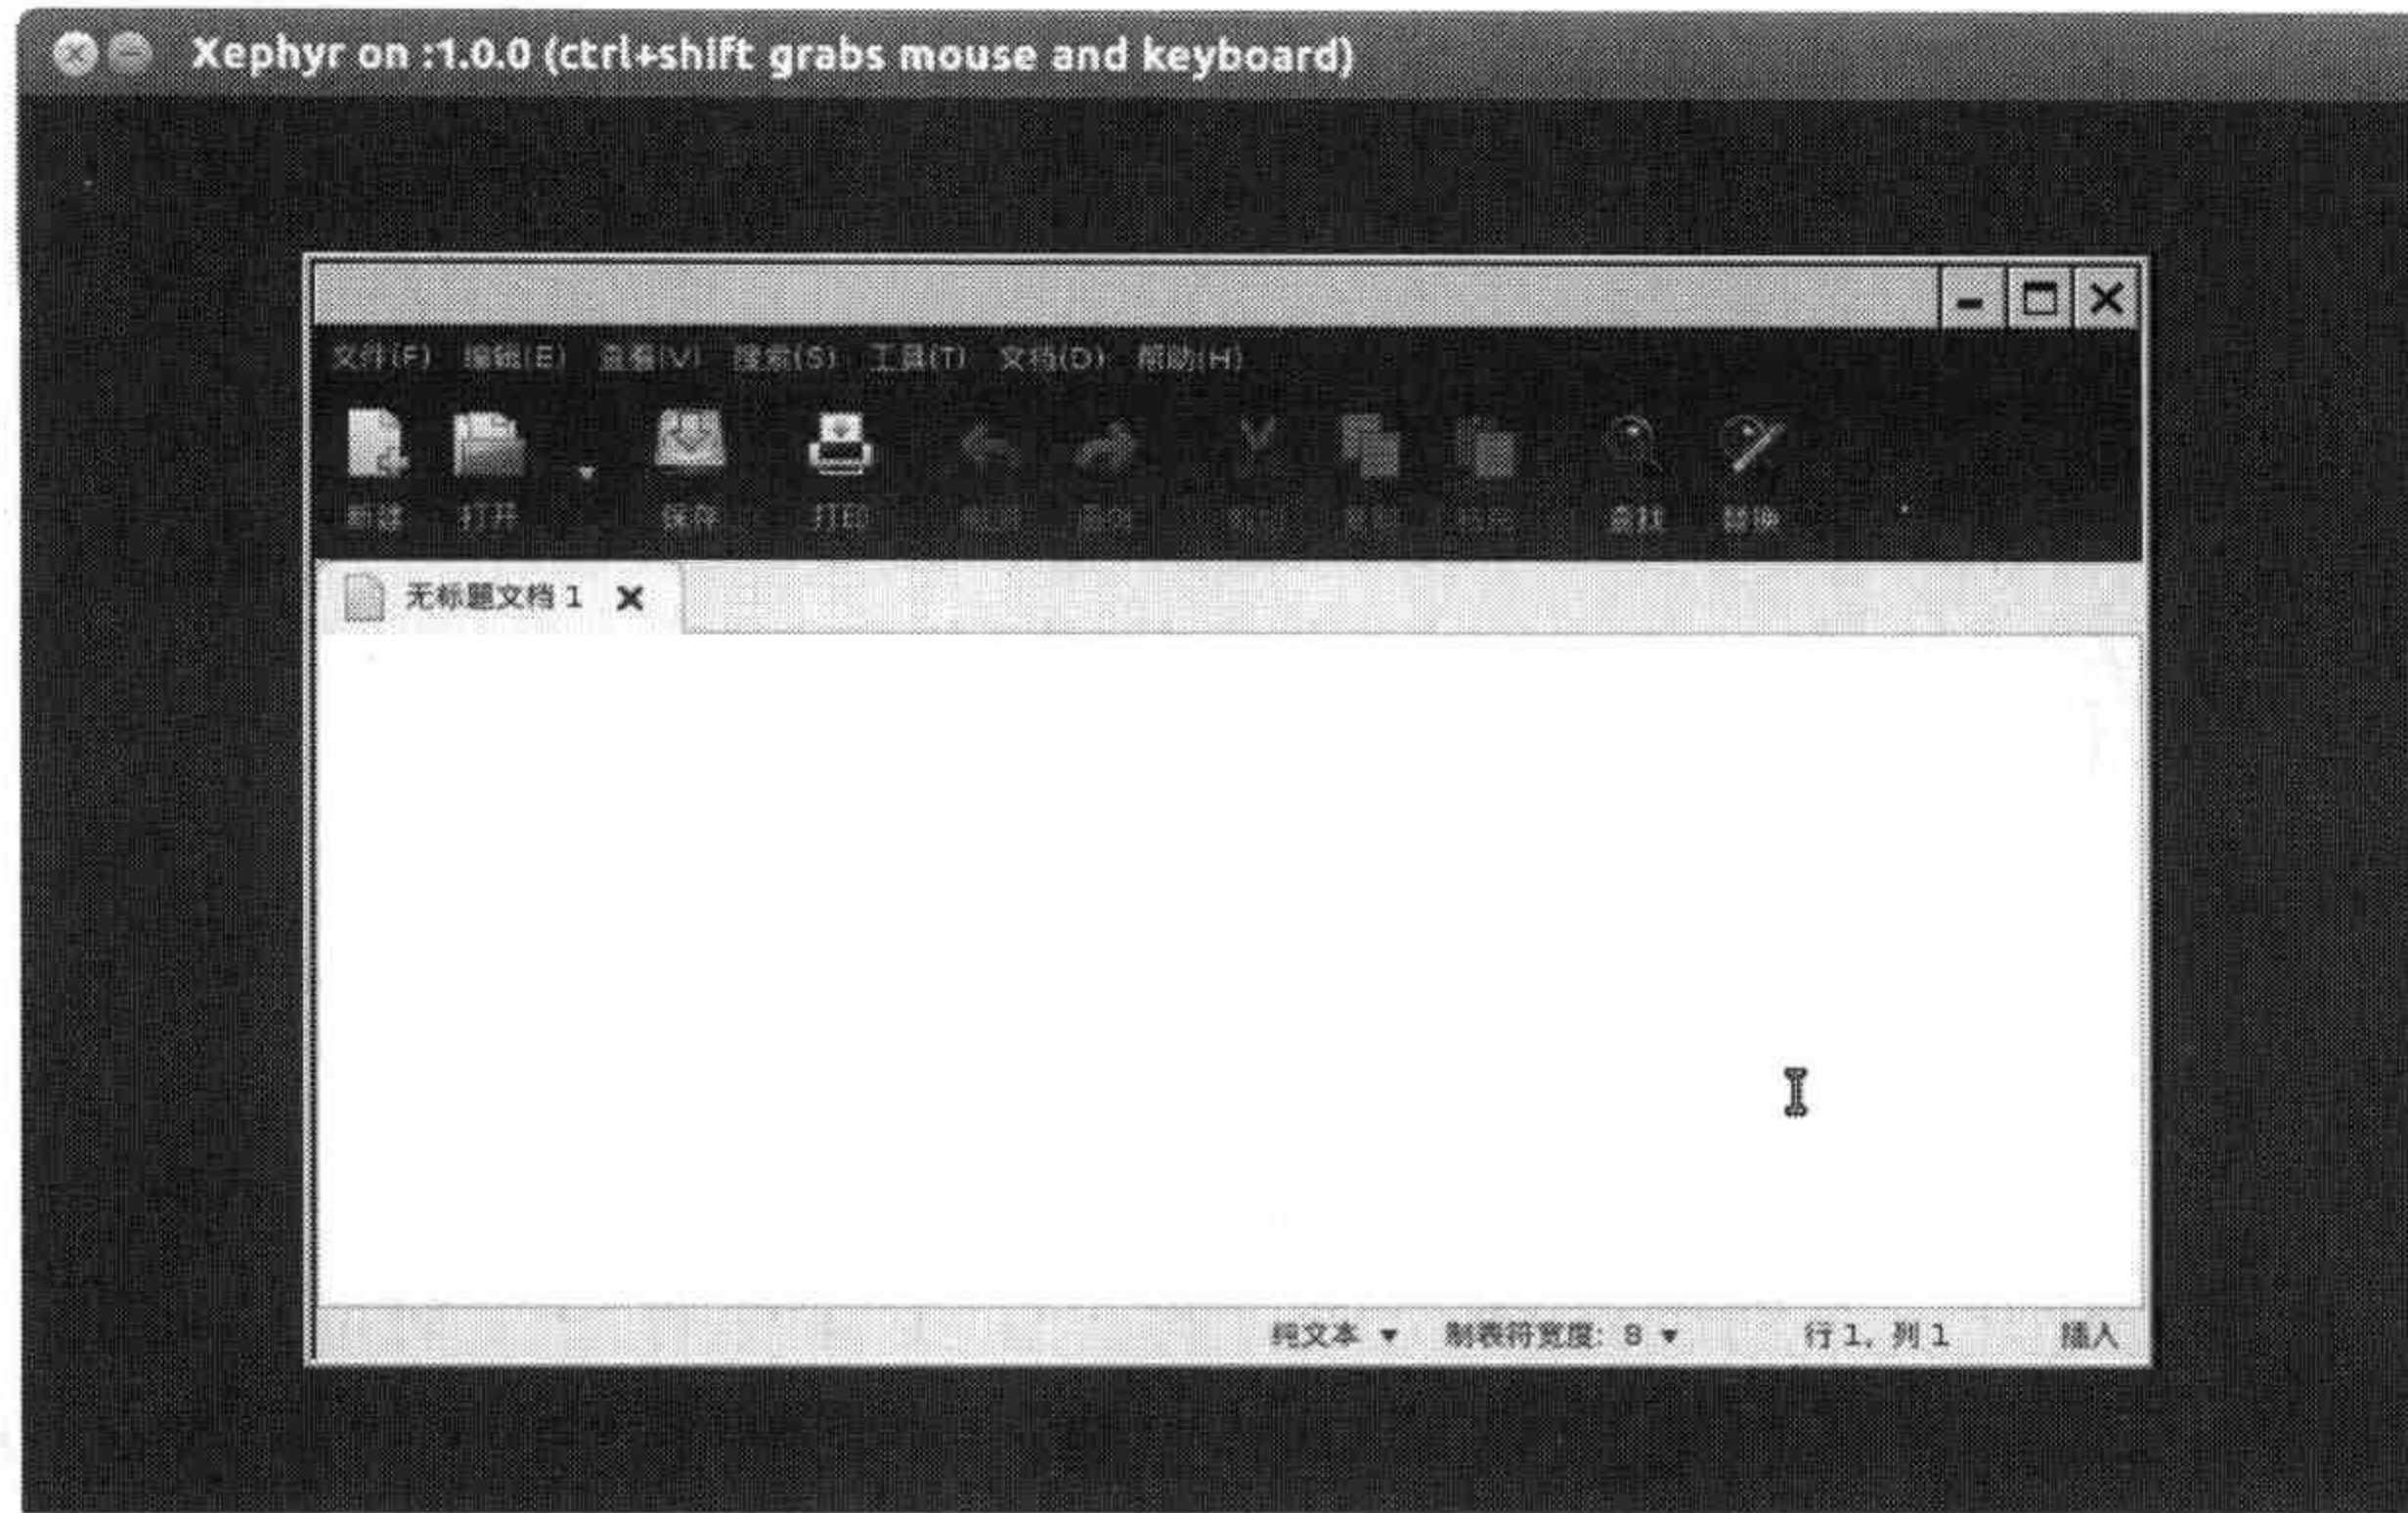 Xephyr on :1.0.0 (ctrl+shift grabs mouse and keyboard)
文件(F) 编辑(E) 查看(V) 搜索(S) 工具(T) 文档(D) 帮助(H)
新建 打开 保存 打印 查找 替换
无标题文档 1
纯文本 制表符宽度: 8 行 1, 列 1 插入